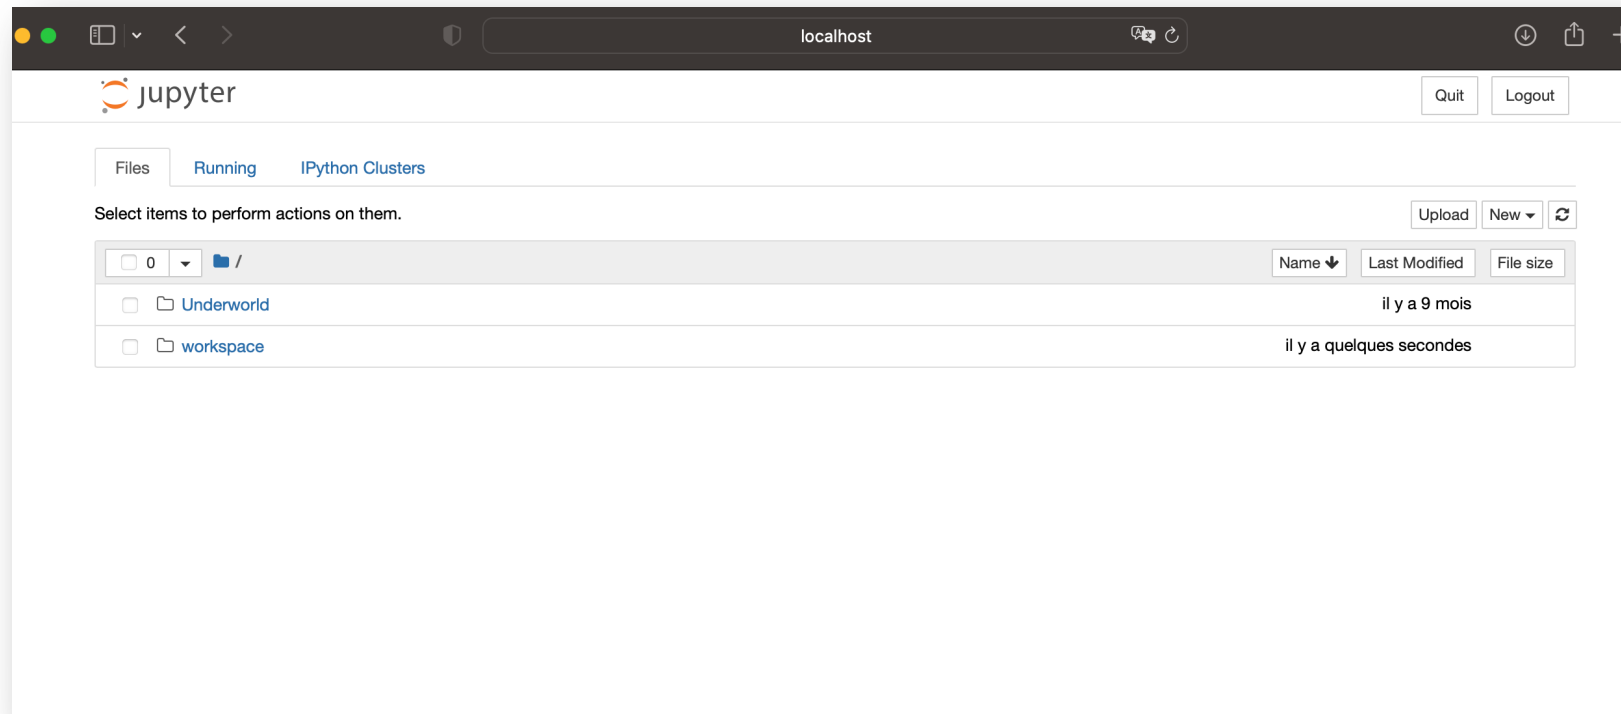 localhost
jupyter
Quit Logout
Files Running IPython Clusters
Select items to perform actions on them.
Upload New
0 / Name Last Modified File size
Underworld il y a 9 mois
workspace il y a quelques secondes